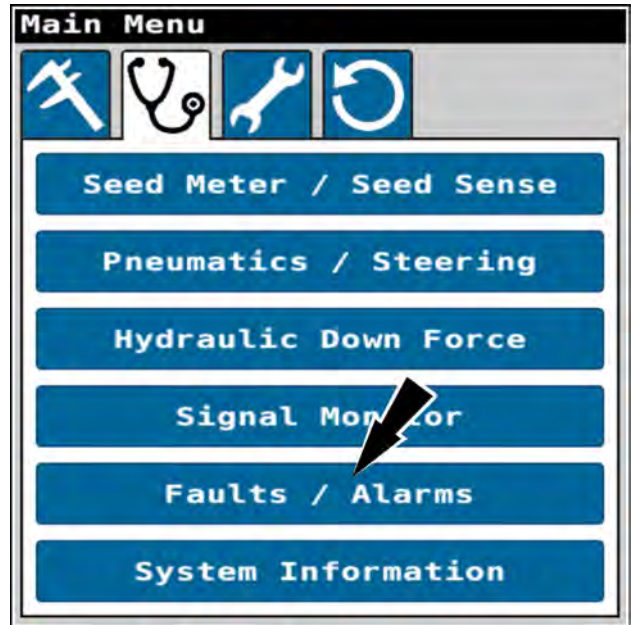 Main Menu
Seed Meter / Seed Sense
Pneumatics / Steering
Hydraulic Down Force
Signal Monitor
Faults / Alarms
System Information